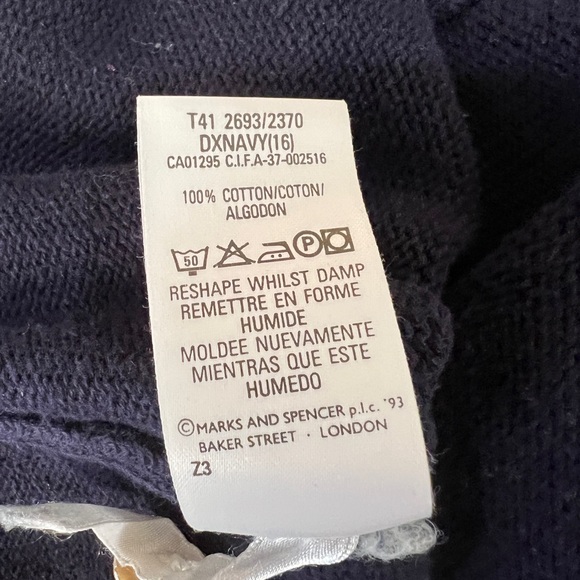 T41 2693/2370
DXNAVY(16)
CA01295 C.I.F.A-37-002516
100% COTTON/COTON/
ALGODON
50 P
RESHAPE WHILST DAMP
REMETTRE EN FORME
HUMIDE
MOLDEE NUEVAMENTE
MIENTRAS QUE ESTE
HUMEDO
©MARKS AND SPENCER p.l.c. '93
BAKER STREET · LONDON
Z3